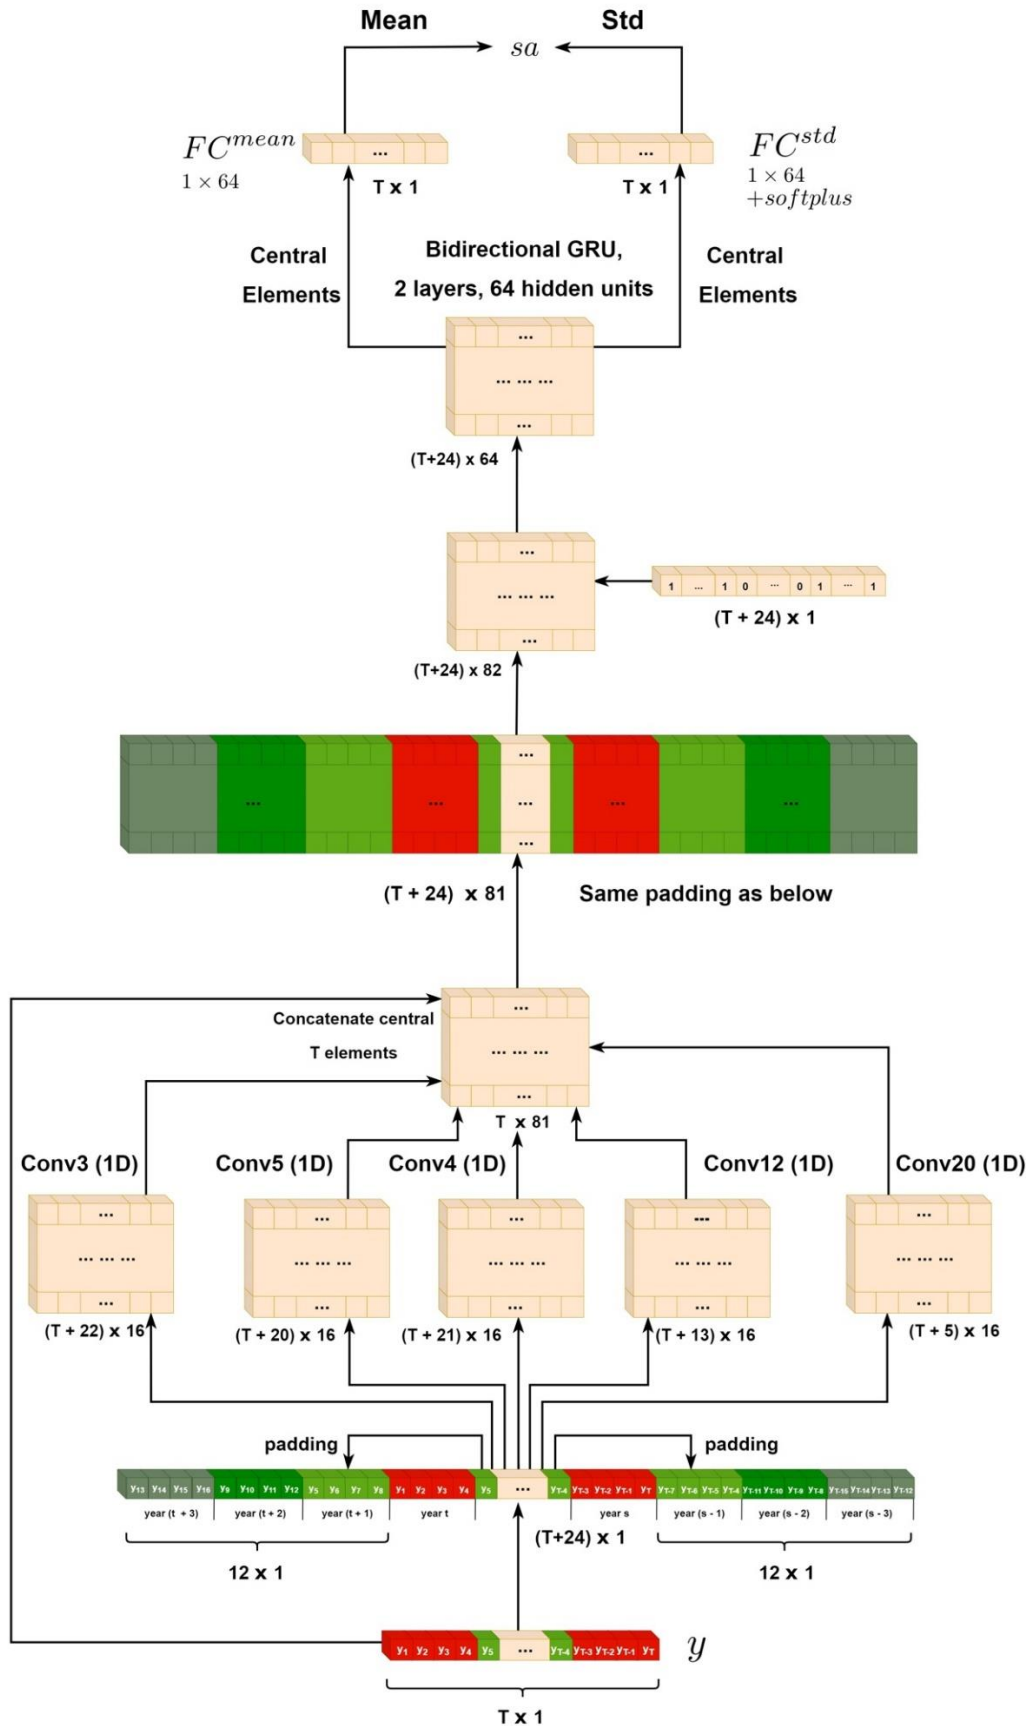 Mean
Std
sa
FC^{mean}
1 × 64
...
T x 1
...
T x 1
FC^{std}
1 × 64
+softplus
Central
Elements
Bidirectional GRU,
2 layers, 64 hidden units
Central
Elements
...
... ... ...
...
(T+24) x 64
...
... ... ...
...
1 ... 1 0 ... 0 1 ... 1
(T + 24) x 1
(T+24) x 82
...
... ... ... ... ...
...
(T + 24) x 81
Same padding as below
Concatenate central
T elements
...
... ... ...
...
T x 81
Conv3 (1D)
Conv5 (1D)
Conv4 (1D)
Conv12 (1D)
Conv20 (1D)
... ... ... ... ...
... ... ... ... ... ... ... ... ... ... ... ... ... ... ...
... ... ... ... ...
(T + 22) x 16
(T + 20) x 16
(T + 21) x 16
(T + 13) x 16
(T + 5) x 16
padding
padding
y13 y14 y15 y16 y9 y10 y11 y12 y5 y6 y7 y8 y1 y2 y3 y4 y5 ... yT-4 yT-3 yT-2 yT-1 yT yT-7 yT-6 yT-5 yT-4 yT-11 yT-10 yT-9 yT-8 yT-15 yT-14 yT-13 yT-12
year (t + 3)
year (t + 2)
year (t + 1)
year t
year s
year (s - 1)
year (s - 2)
year (s - 3)
(T+24) x 1
12 x 1
12 x 1
y1 y2 y3 y4 y5 ... yT-4 yT-3 yT-2 yT-1 yT
y
T x 1